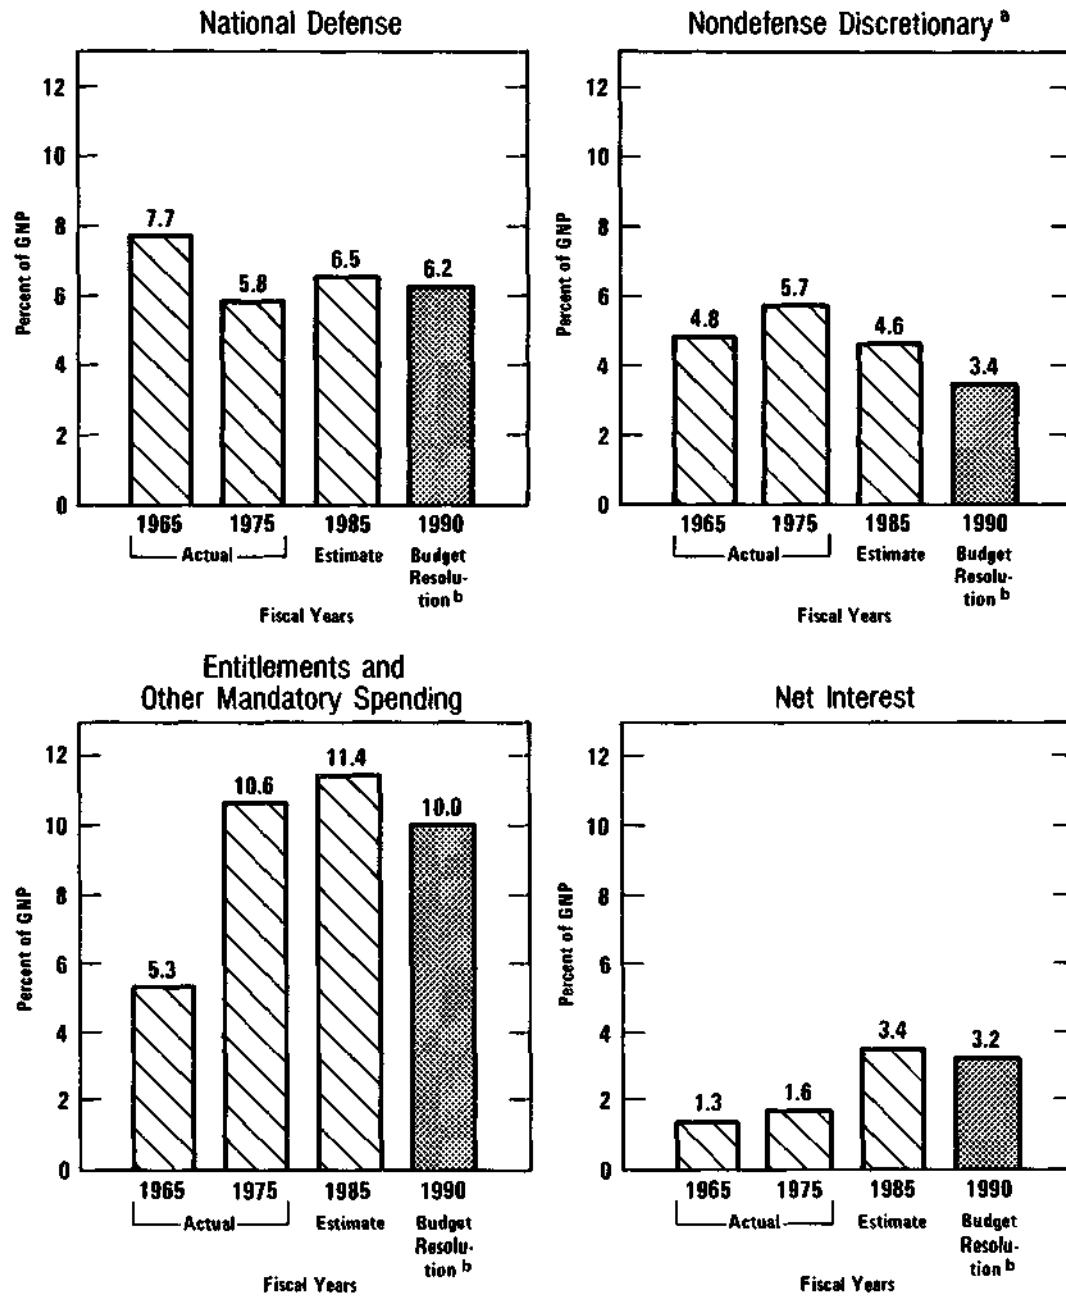 National Defense
Percent of GNP
12
10
8
6
4
2
0
7.7
5.8
6.5
6.2
1965 1975 1985 1990
Actual Estimate Budget
Resolu-
tion b
Fiscal Years
Nondefense Discretionary a
Percent of GNP
12
10
8
6
4
2
0
4.8
5.7
4.6
3.4
1965 1975 1985 1990
Actual Estimate Budget
Resolu-
tion b
Fiscal Years
Entitlements and
Other Mandatory Spending
Percent of GNP
12
10
8
6
4
2
0
5.3
10.6
11.4
10.0
1965 1975 1985 1990
Actual Estimate Budget
Resolu-
tion b
Fiscal Years
Net Interest
Percent of GNP
12
10
8
6
4
2
0
1.3
1.6
3.4
3.2
1965 1975 1985 1990
Actual Estimate Budget
Resolu-
tion b
Fiscal Years